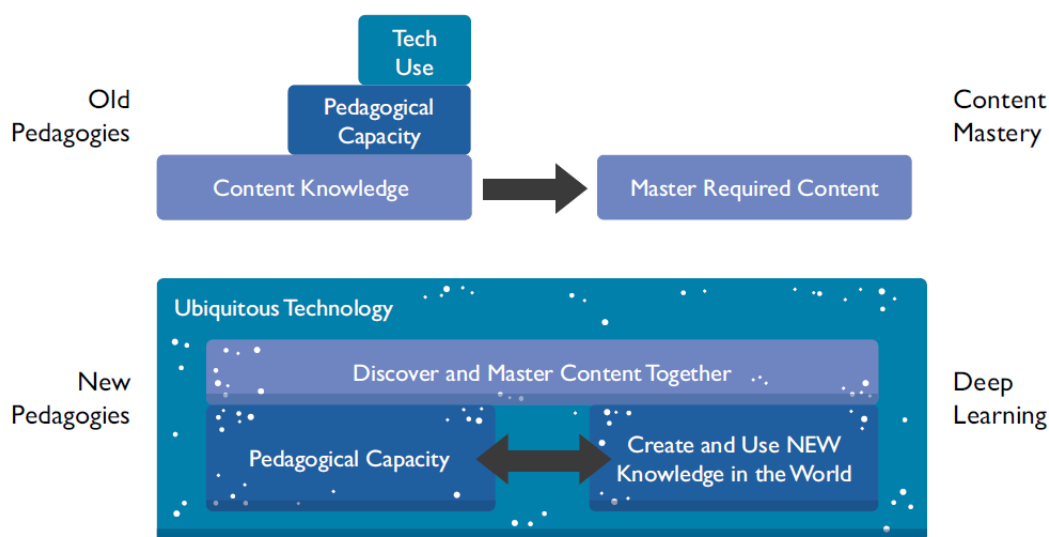 Tech
Use
Old
Pedagogies
Pedagogical
Capacity
Content
Mastery
Content Knowledge
Master Required Content
Ubiquitous Technology
New
Pedagogies
Discover and Master Content Together
Deep
Learning
Pedagogical Capacity
Create and Use NEW
Knowledge in the World